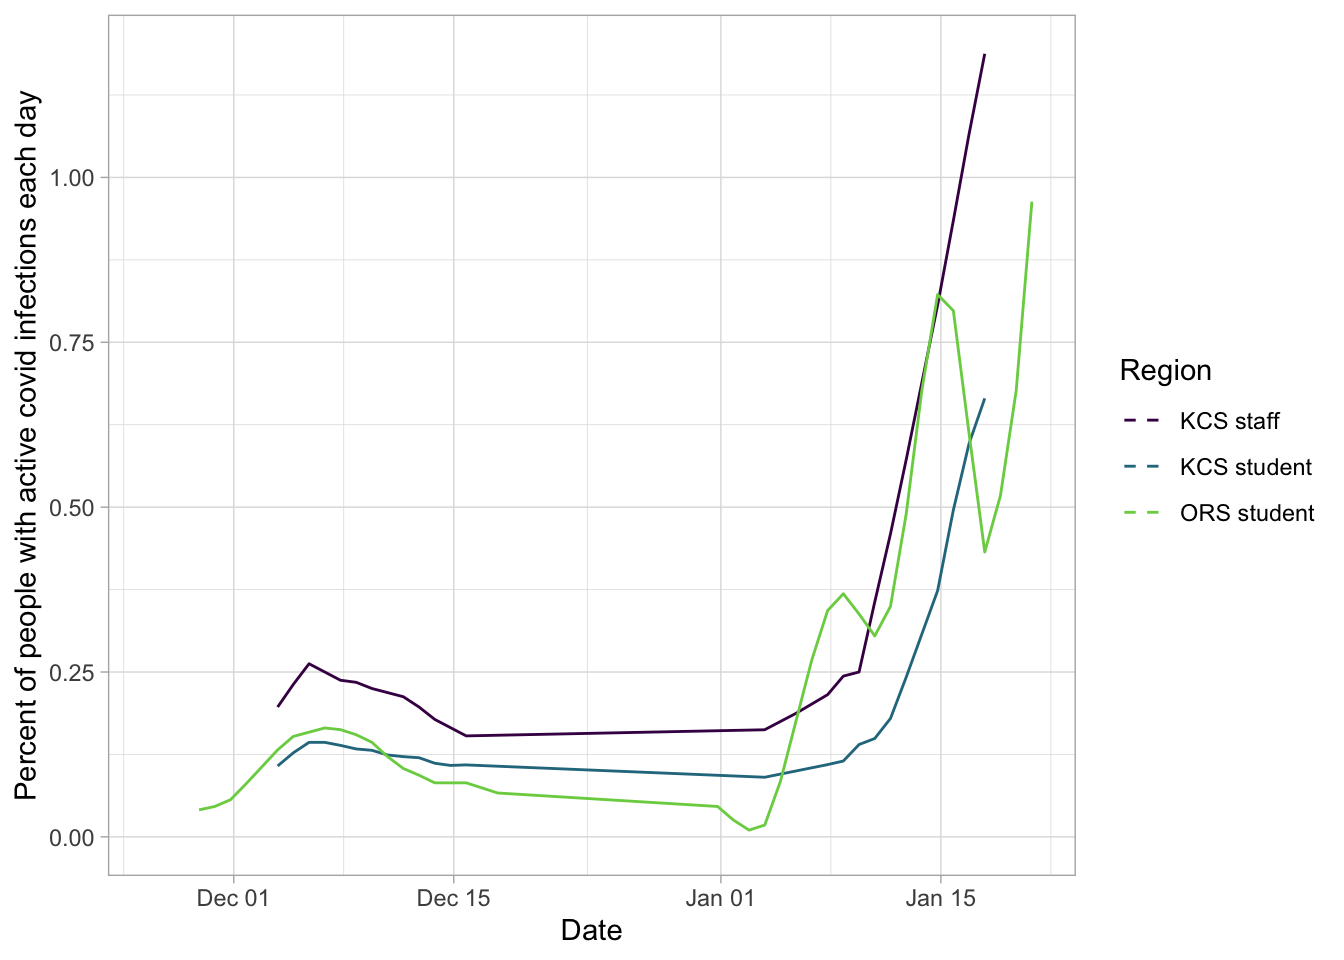 Percent of people with active covid infections each day
1.00
0.75
0.50
0.25
0.00
Dec 01
Dec 15
Jan 01
Jan 15
Date
Region
KCS staff
KCS student
ORS student